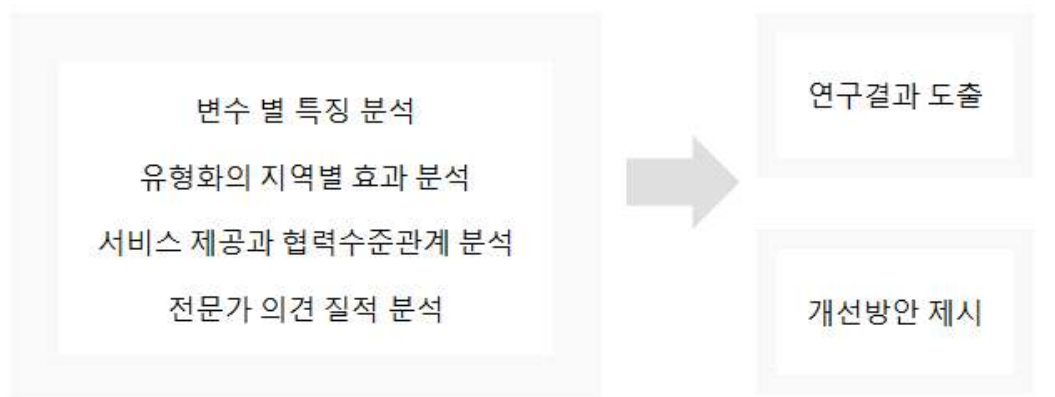 변수 별 특징 분석
유형화의 지역별 효과 분석
서비스 제공과 협력수준관계 분석
전문가 의견 질적 분석
연구결과 도출
개선방안 제시